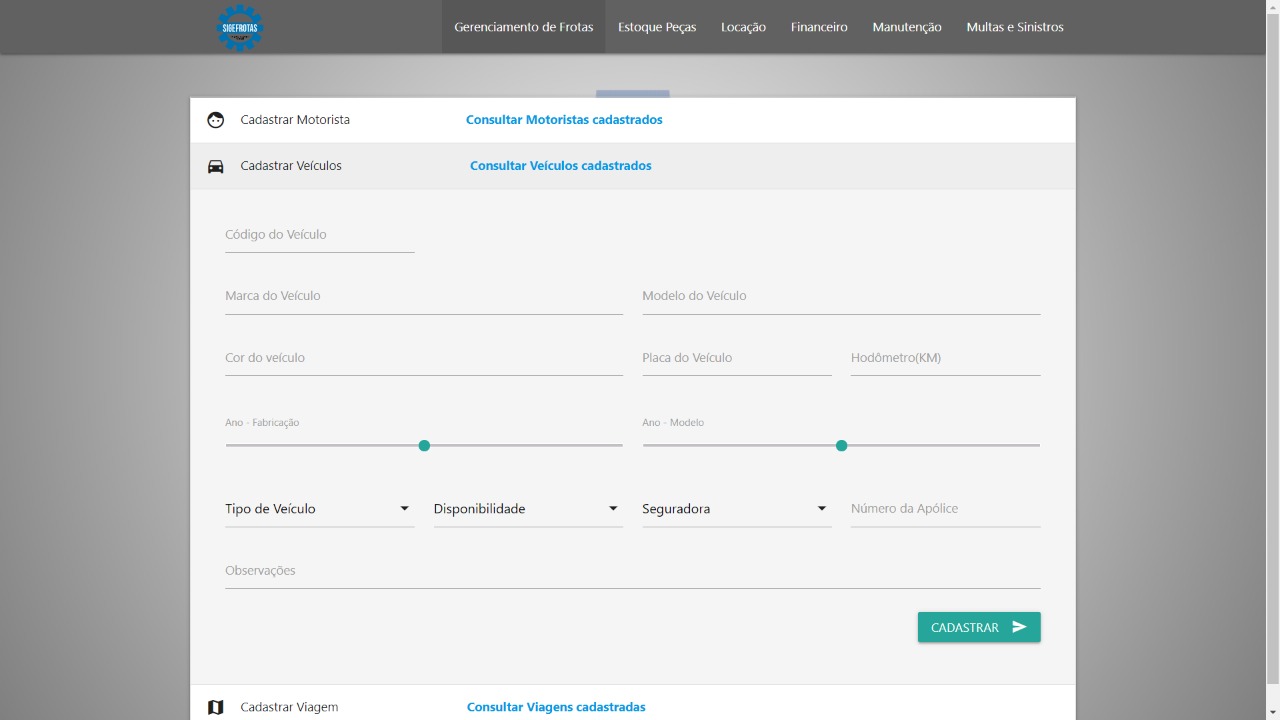 SIGEFROTAS
Gerenciamento de Frotas Estoque Peças Locação Financeiro Manutenção Multas e Sinistros
Cadastrar Motorista Consultar Motoristas cadastrados
Cadastrar Veículos Consultar Veículos cadastrados
Código do Veículo
Marca do Veículo Modelo do Veículo
Cor do veículo Placa do Veículo Hodômetro(KM)
Ano - Fabricação Ano - Modelo
Tipo de Veículo Disponibilidade Seguradora Número da Apólice
Observações
CADASTRAR
Cadastrar Viagem Consultar Viagens cadastradas